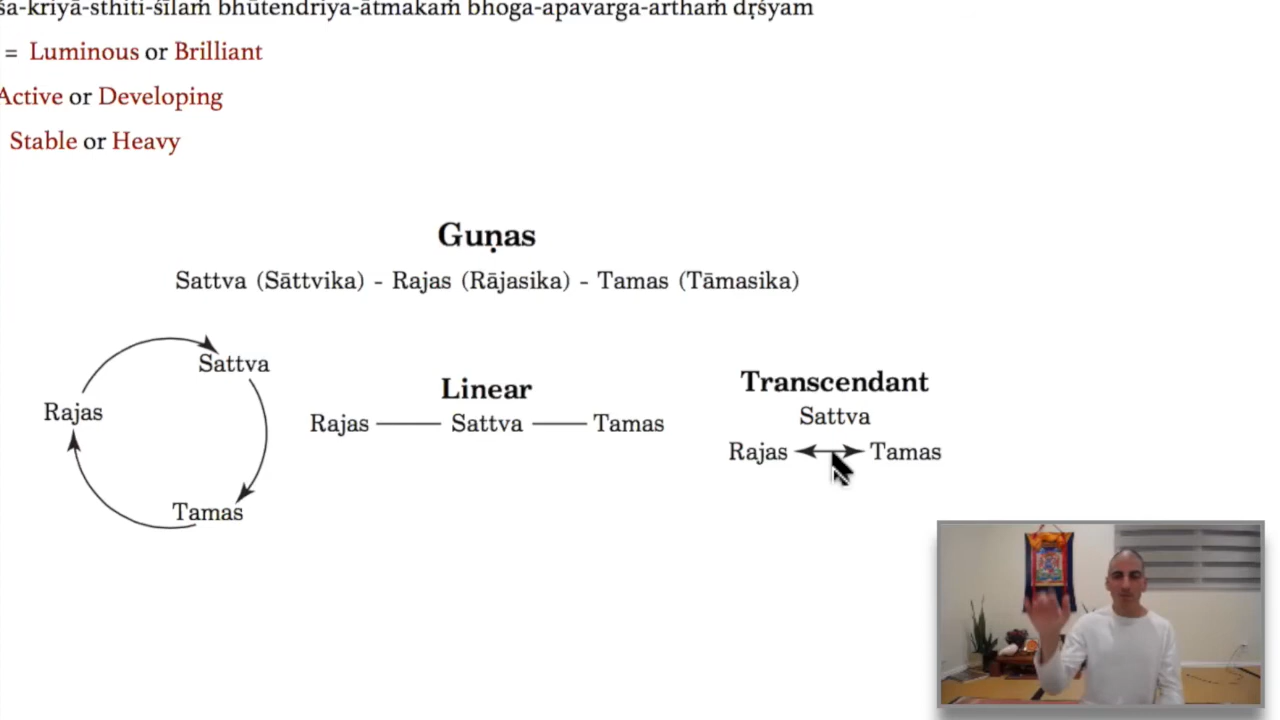 śa-kriyā-sthiti-śīlaṁ bhūtendriya-ātmakaṁ bhoga-apavarga-arthaṁ dṛśyam
= Luminous or Brilliant
Active or Developing
Stable or Heavy
Guṇas
Sattva (Sāttvika) - Rajas (Rājasika) - Tamas (Tāmasika)
Sattva
Rajas
Tamas
Linear
Rajas Sattva Tamas
Transcendant
Sattva
Rajas Tamas